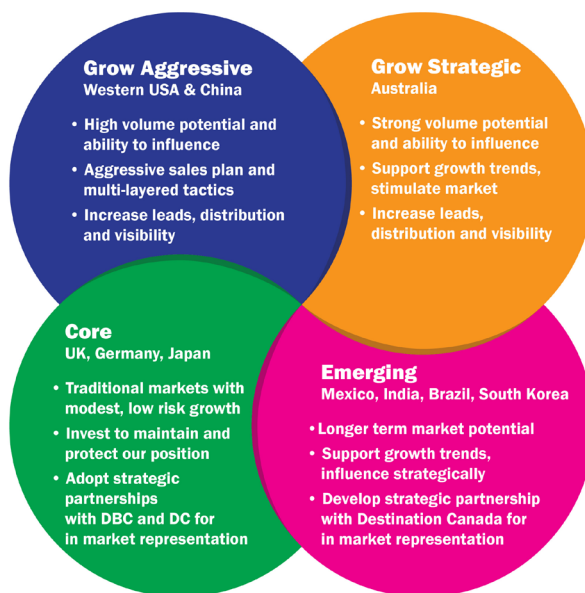 Grow Aggressive
Western USA & China
• High volume potential and
ability to influence
• Aggressive sales plan and
multi-layered tactics
• Increase leads, distribution
and visibility
Grow Strategic
Australia
• Strong volume potential
and ability to influence
• Support growth trends,
stimulate market
• Increase leads,
distribution and visibility
Core
UK, Germany, Japan
• Traditional markets with
modest, low risk growth
• Invest to maintain and
protect our position
• Adopt strategic
partnerships
with DBC and DC for
in market representation
Emerging
Mexico, India, Brazil, South Korea
•Longer term market potential
• Support growth trends,
influence strategically
• Develop strategic partnership
with Destination Canada for
in market representation